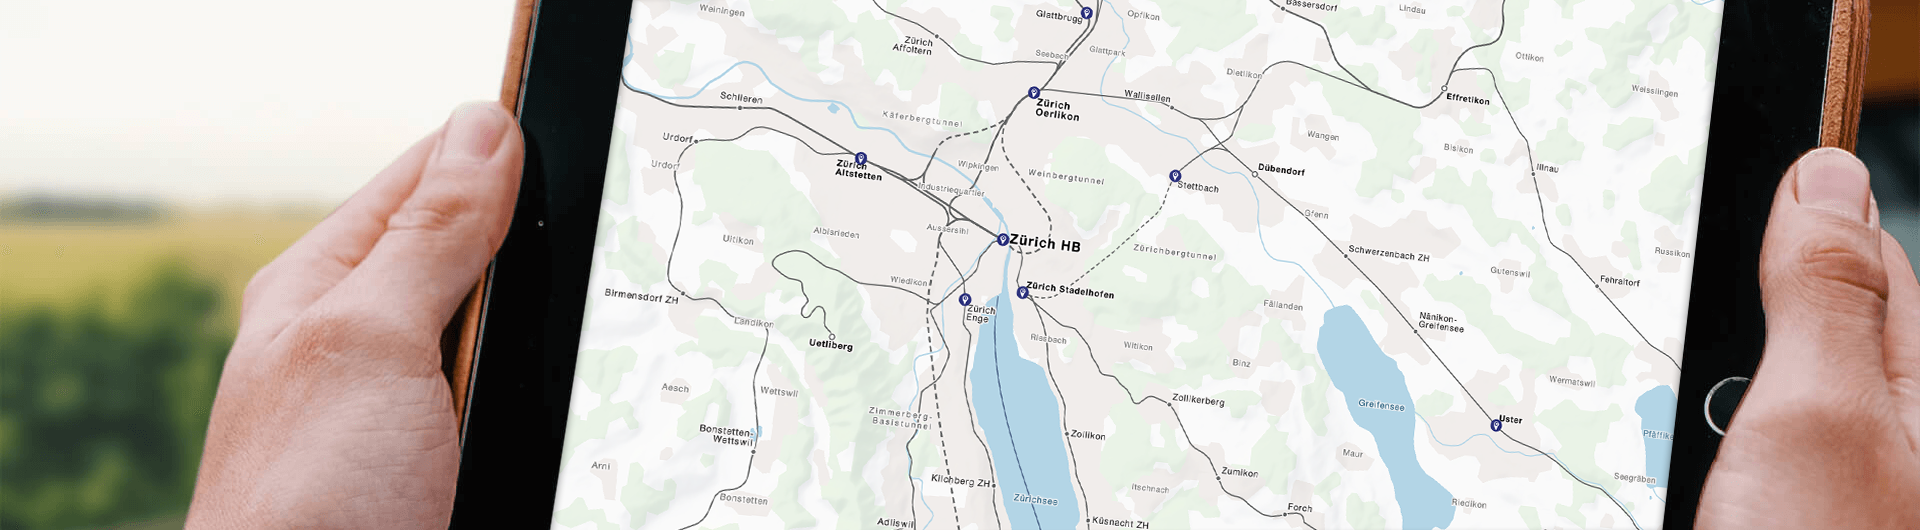 Weiningen
Glattbrugg
Opfikon
Bassersdorf
Lindau
Zürich
Affoltern
Seebach
Glattpark
Ottikon
Dietlikon
Schlieren
Wallisellen
Effretikon
Weisslingen
Zürich
Oerlikon
Käferbergtunnel
Urdorf
Wangen
Bisikon
Illnau
Urdorf
Zürich
Altstetten
Wipkingen
Weinbergtunnel
Dübendorf
Stettbach
Industriequartier
Gfenn
Aussersihl
Albisrieden
Uitikon
Zürich HB
Zürichbergtunnel
Schwerzenbach ZH
Russikon
Gutenswil
Fehraltorf
Wiedikon
Zürich Stadelhofen
Birmensdorf ZH
Fällanden
Zürich
Enge
Landikon
Nänikon-
Greifensee
Uetliberg
Riesbach
Witikon
Binz
Wermatswil
Aesch
Wettswil
Zollikerberg
Greifensee
Zimmerberg-
Basistunnel
Uster
Bonstetten-
Wettswil
Zollikon
Pfäffike
Maur
Arni
Zumikon
Kilchberg ZH
Seegräben
Itschnach
Bonstetten
Zürichsee
Riedikon
Forch
Adliswil
Küsnacht ZH